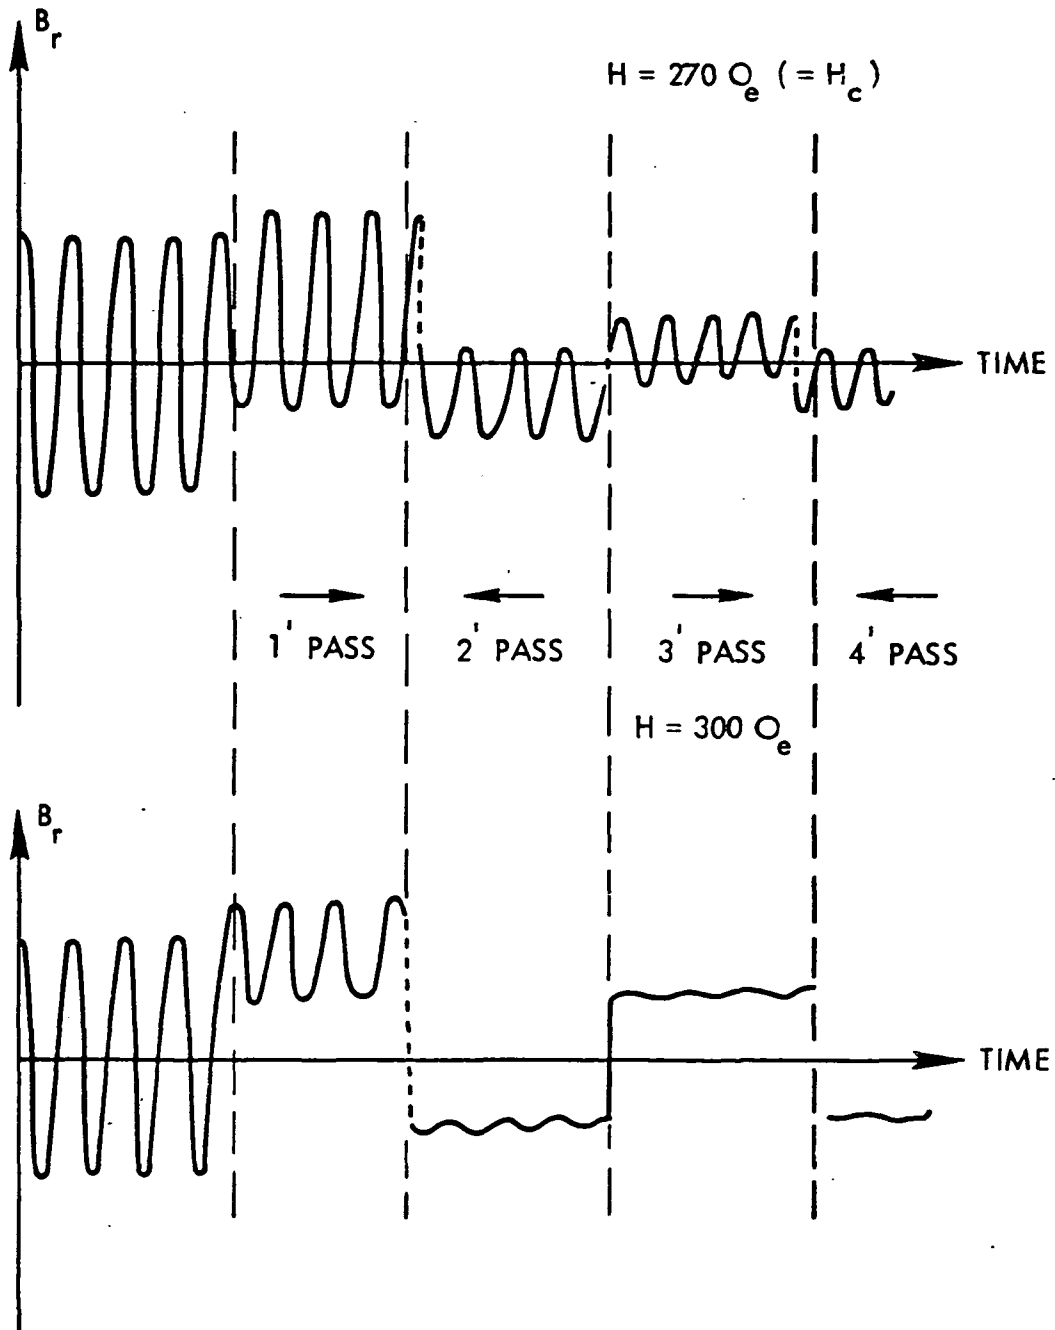 B_r
H = 270 O_e ( = H_c)
TIME
1' PASS 2' PASS 3' PASS 4' PASS
H = 300 O_e
B_r
TIME